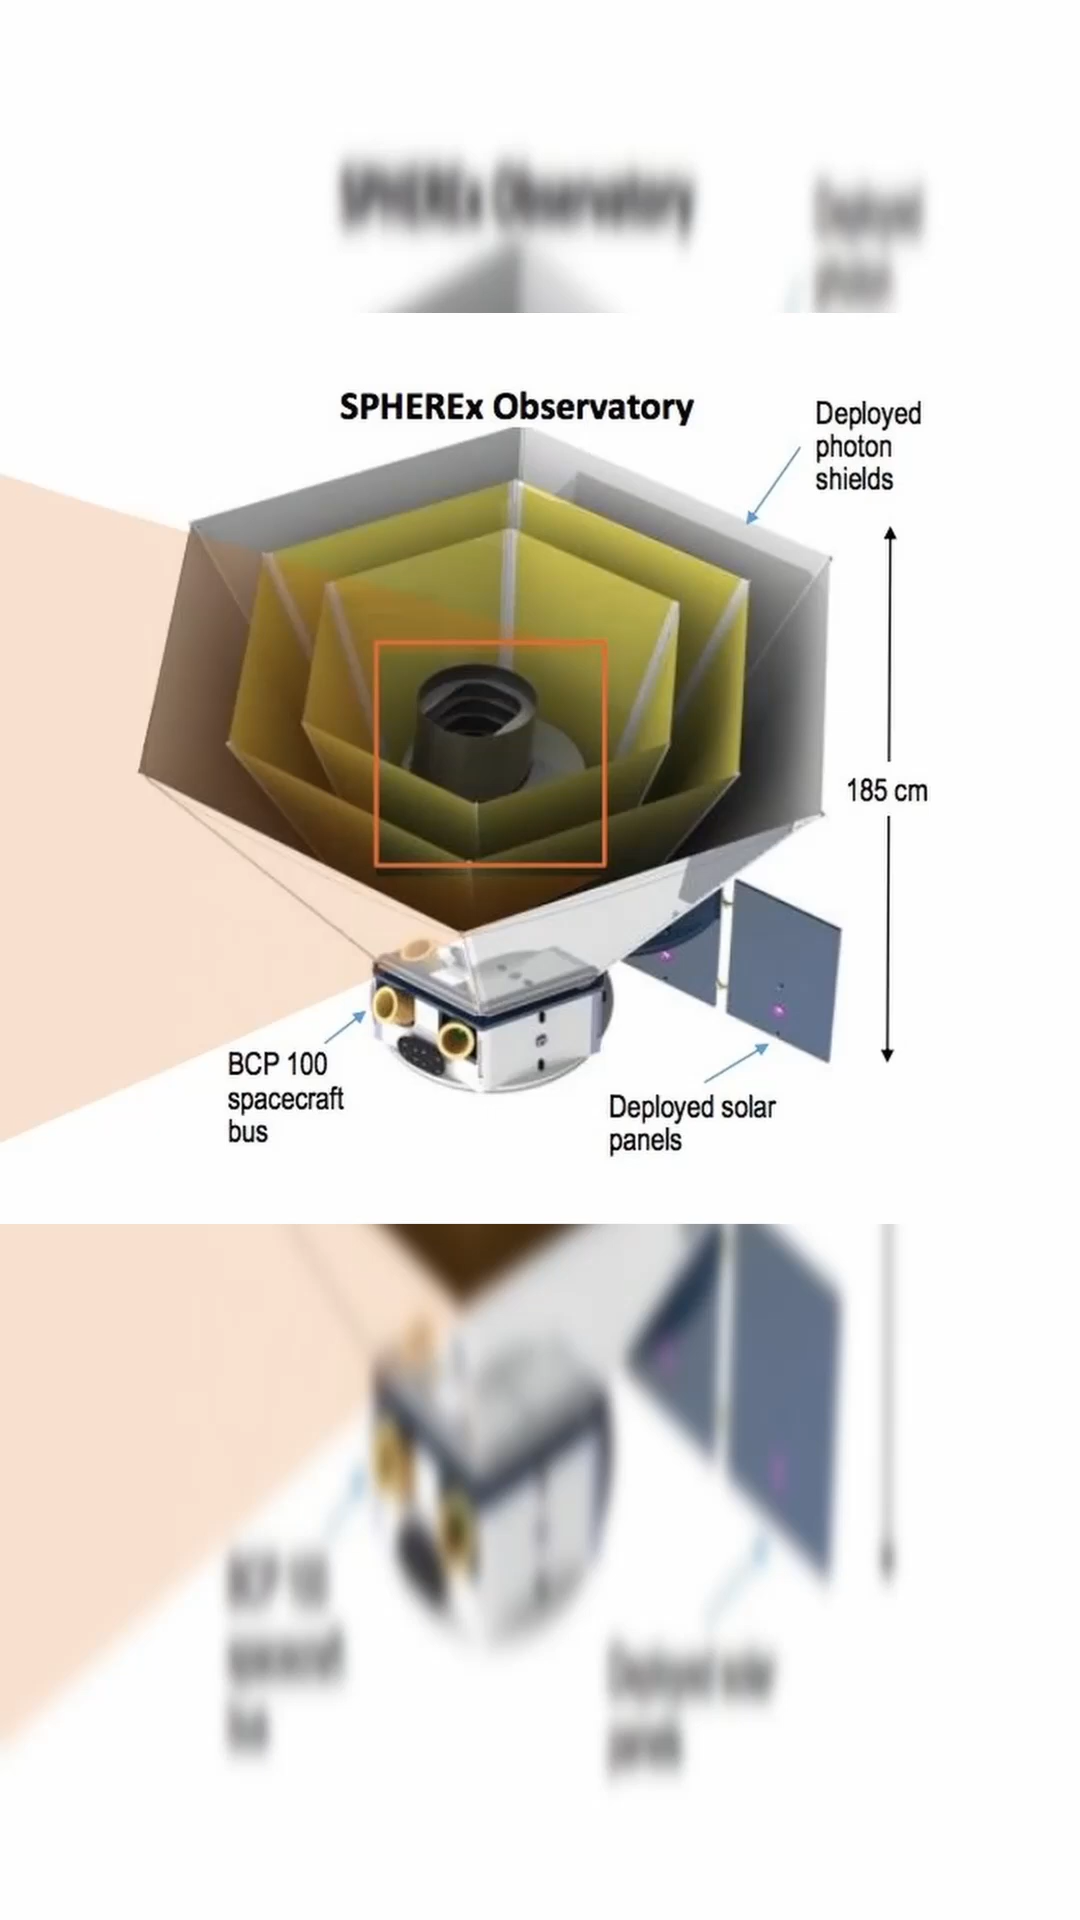 SPHEREx Observatory
Deployed
photon
shields
185 cm
BCP 100
spacecraft
bus
Deployed solar
panels